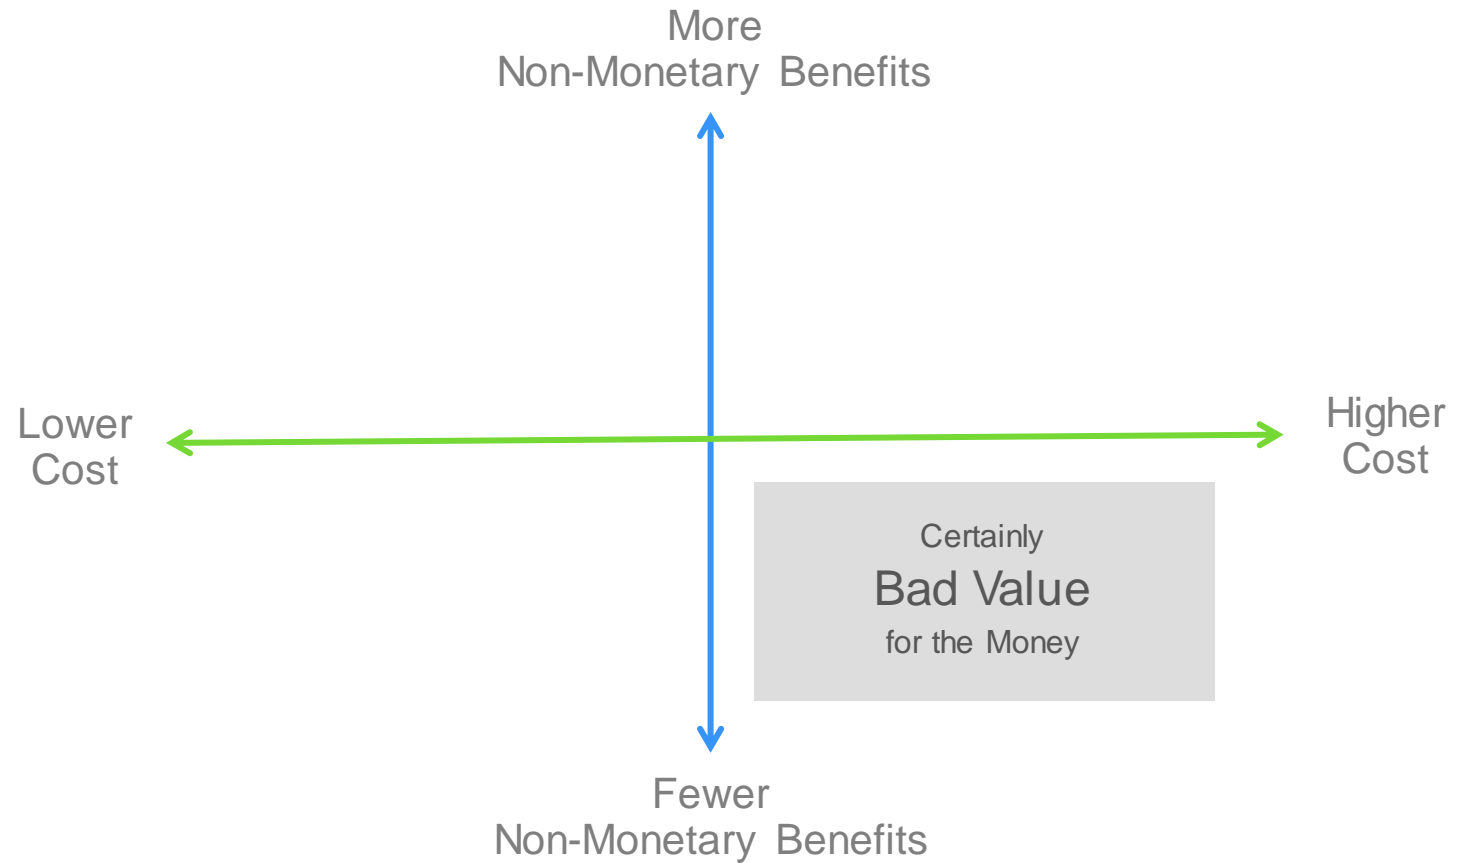 More
Non-Monetary Benefits
Lower
Cost
Higher
Cost
Certainly
Bad Value
for the Money
Fewer
Non-Monetary Benefits